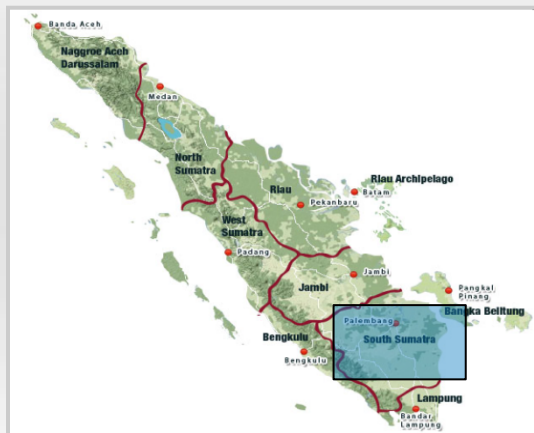 Banda Aceh
Naggroe Aceh
Darussalam
Medan
North
Sumatra
Riau
Riau Archipelago
Batam
Pekanbaru
West
Sumatra
Padang
Jambi
Jambi
Pangkal
Pinang
Bangka Belitung
Palembang
South Sumatra
Bengkulu
Bengkulu
Lampung
Bandar
Lampung